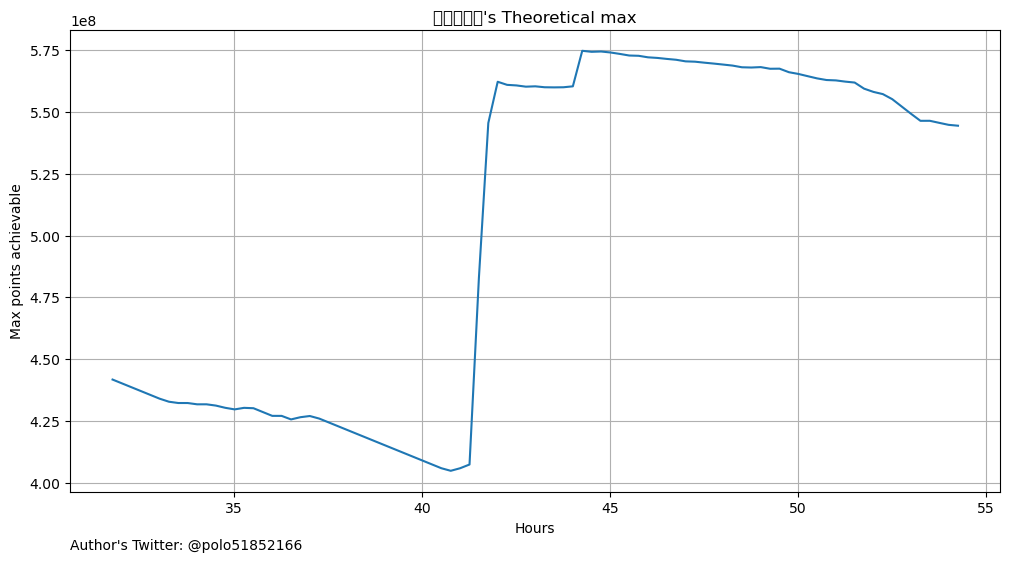 's Theoretical max
1e8
5.75
5.50
5.25
5.00
4.75
4.50
4.25
4.00
Max points achievable
35
40
45
50
55
Hours
Author's Twitter: @polo51852166